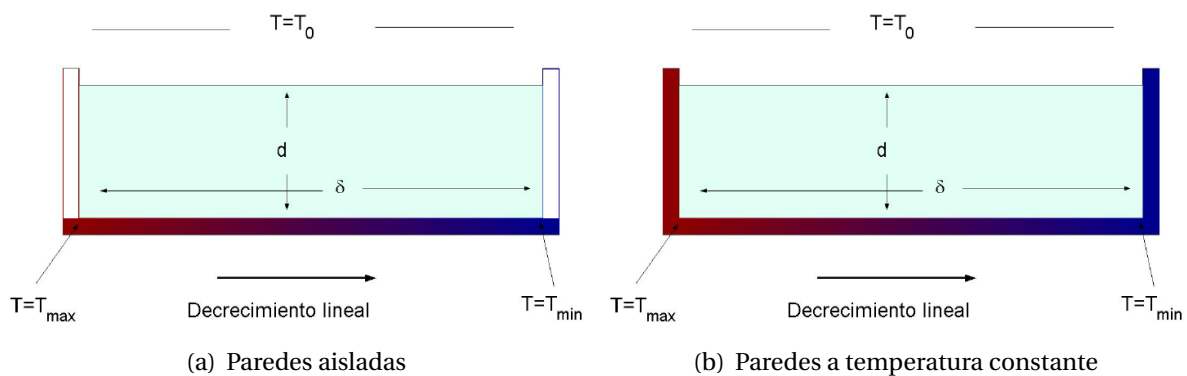 T=T0
d
δ
T=Tmax
Decrecimiento lineal
T=Tmin
(a) Paredes aisladas
T=T0
d
δ
T=Tmax
Decrecimiento lineal
T=Tmin
(b) Paredes a temperatura constante